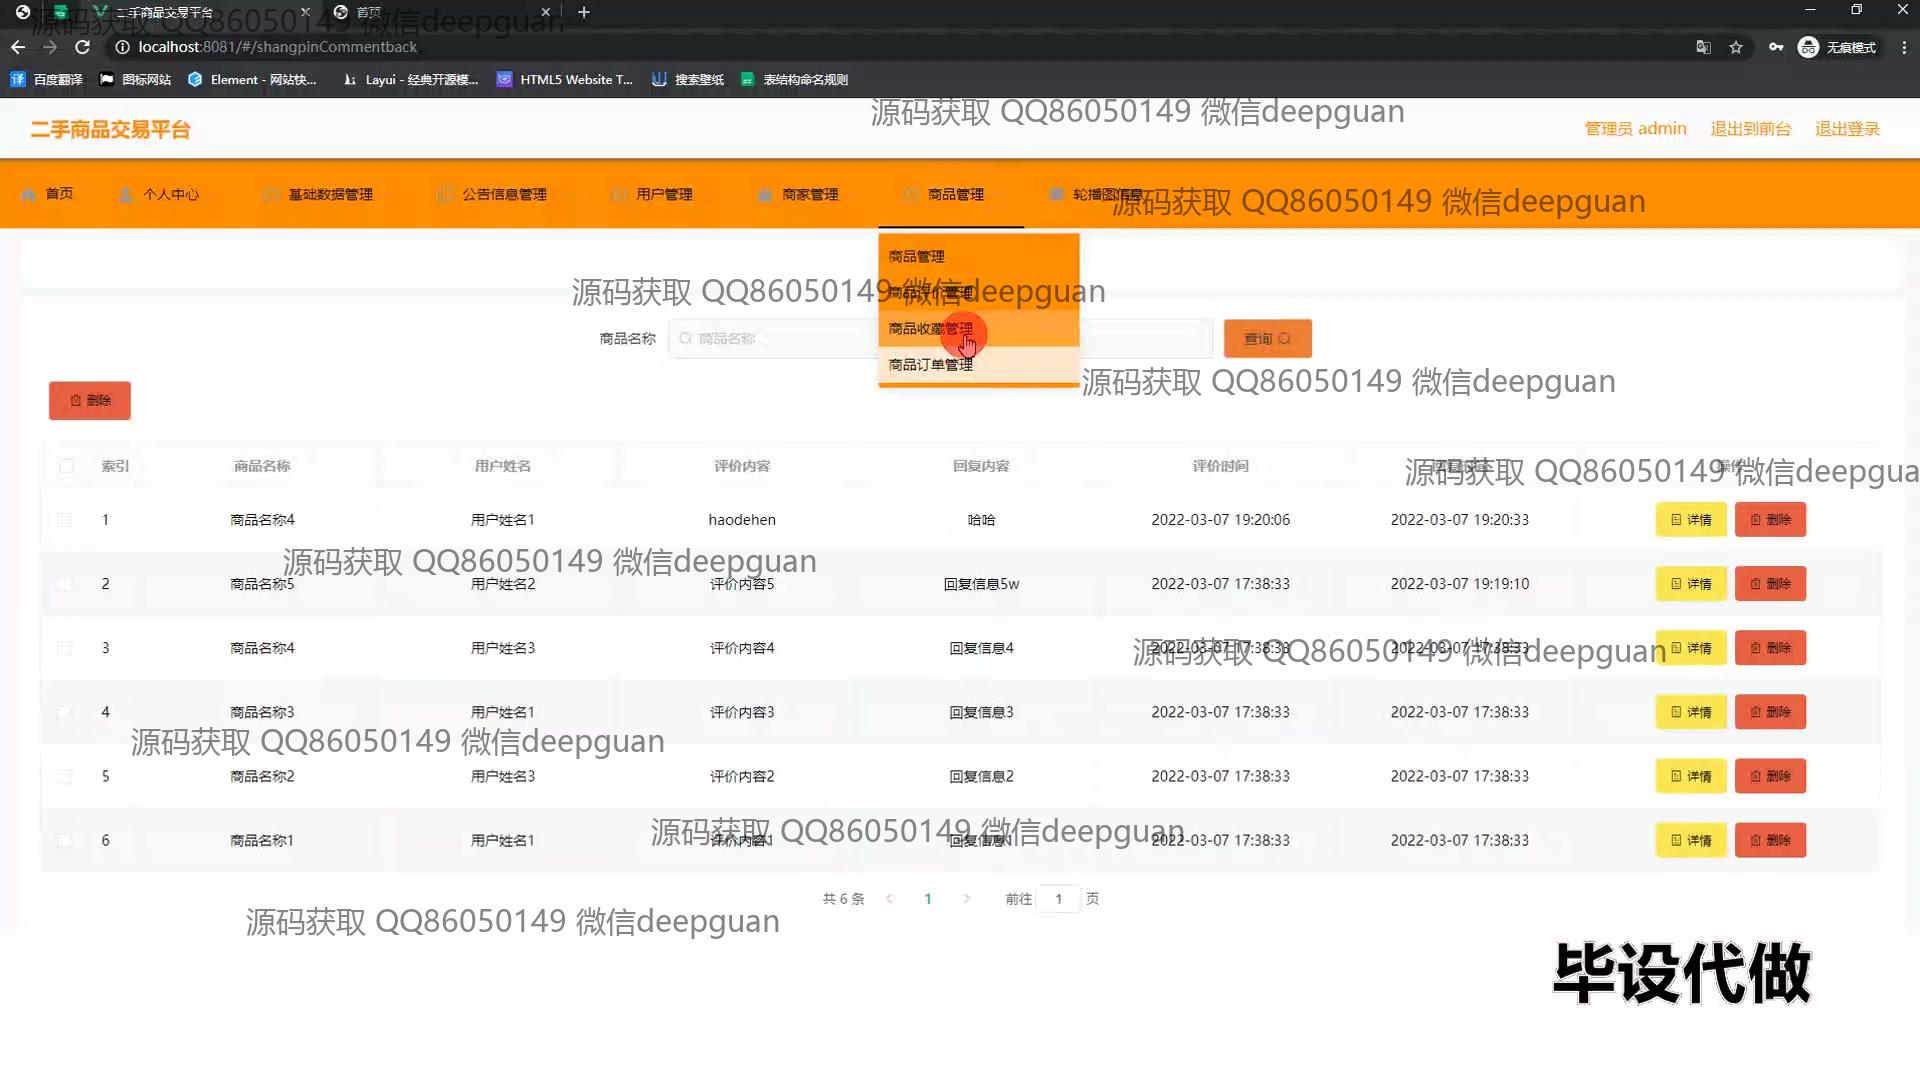 二手商品交易平台
首页
localhost:8081/#/shangpinCommentback
无痕模式
百度翻译
图标网站
Element - 网站快...
Layui - 经典开源模...
HTML5 Website T...
搜索壁纸
表结构命名规则
源码获取 QQ86050149 微信deepguan
二手商品交易平台
源码获取 QQ86050149 微信deepguan
管理员 admin
退出到前台
退出登录
首页
个人中心
基础数据管理
公告信息管理
用户管理
商家管理
商品管理
轮播图信息
源码获取 QQ86050149 微信deepguan
商品管理
商品评价管理
商品收藏管理
商品订单管理
源码获取 QQ86050149 微信deepguan
商品名称
商品名称
查询
源码获取 QQ86050149 微信deepguan
删除
索引 商品名称 用户姓名 评价内容 回复内容 评价时间 回复时间 操作
源码获取 QQ86050149 微信deepgua
1 商品名称4 用户姓名1 haodehen 哈哈 2022-03-07 19:20:06 2022-03-07 19:20:33 详情 删除
源码获取 QQ86050149 微信deepguan
2 商品名称5 用户姓名2 评价内容5 回复信息5w 2022-03-07 17:38:33 2022-03-07 19:19:10 详情 删除
3 商品名称4 用户姓名3 评价内容4 回复信息4 2022-03-07 17:38:33 2022-03-07 17:38:33 详情 删除
源码获取 QQ86050149 微信deepguan
4 商品名称3 用户姓名1 评价内容3 回复信息3 2022-03-07 17:38:33 2022-03-07 17:38:33 详情 删除
源码获取 QQ86050149 微信deepguan
5 商品名称2 用户姓名3 评价内容2 回复信息2 2022-03-07 17:38:33 2022-03-07 17:38:33 详情 删除
源码获取 QQ86050149 微信deepguan
6 商品名称1 用户姓名1 评价内容1 回复信息1 2022-03-07 17:38:33 2022-03-07 17:38:33 详情 删除
共 6 条 1 前往 1 页
源码获取 QQ86050149 微信deepguan
毕设代做